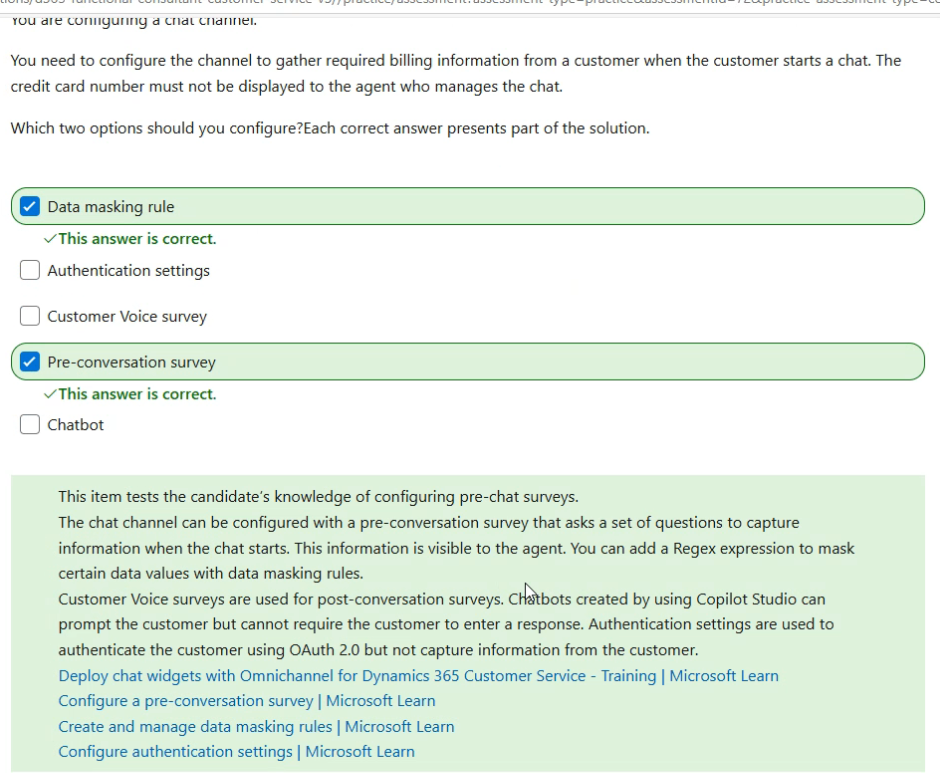 You are configuring a chat channel.
You need to configure the channel to gather required billing information from a customer when the customer starts a chat. The
credit card number must not be displayed to the agent who manages the chat.
Which two options should you configure?Each correct answer presents part of the solution.
Data masking rule
✓This answer is correct.
Authentication settings
Customer Voice survey
Pre-conversation survey
✓This answer is correct.
Chatbot
This item tests the candidate's knowledge of configuring pre-chat surveys.
The chat channel can be configured with a pre-conversation survey that asks a set of questions to capture
information when the chat starts. This information is visible to the agent. You can add a Regex expression to mask
certain data values with data masking rules.
Customer Voice surveys are used for post-conversation surveys. Chatbots created by using Copilot Studio can
prompt the customer but cannot require the customer to enter a response. Authentication settings are used to
authenticate the customer using OAuth 2.0 but not capture information from the customer.
Deploy chat widgets with Omnichannel for Dynamics 365 Customer Service - Training | Microsoft Learn
Configure a pre-conversation survey | Microsoft Learn
Create and manage data masking rules | Microsoft Learn
Configure authentication settings | Microsoft Learn